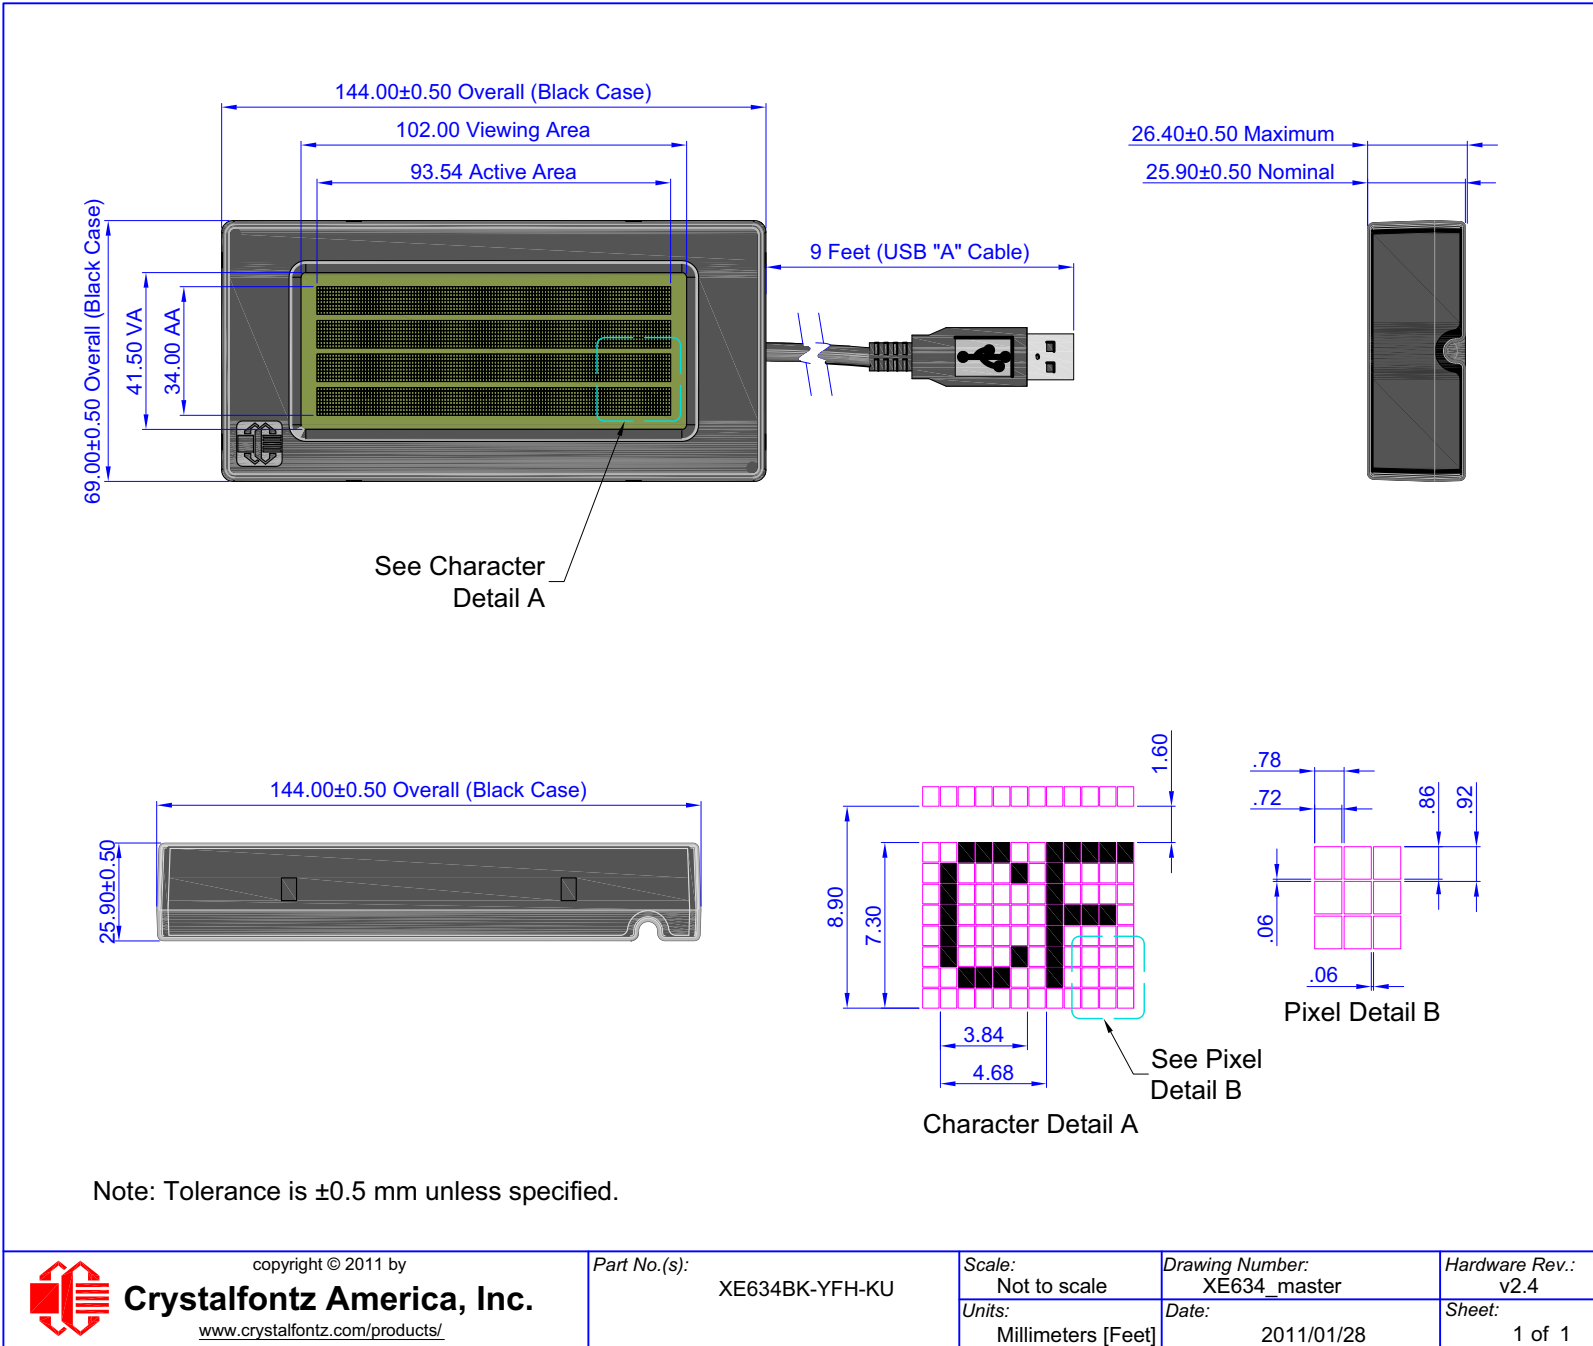 144.00±0.50 Overall (Black Case)
102.00 Viewing Area
93.54 Active Area
26.40±0.50 Maximum
25.90±0.50 Nominal
69.00±0.50 Overall (Black Case)
41.50 VA
34.00 AA
9 Feet (USB "A" Cable)
See Character
Detail A
144.00±0.50 Overall (Black Case)
25.90±0.50
1.60
8.90
7.30
3.84
4.68
See Pixel
Detail B
Character Detail A
.78
.72
.86
.92
.06
.06
Pixel Detail B
Note: Tolerance is ±0.5 mm unless specified.
copyright © 2011 by
Crystalfontz America, Inc.
www.crystalfontz.com/products/
Part No.(s):
XE634BK-YFH-KU
Scale:
Not to scale
Drawing Number:
XE634_master
Hardware Rev.:
v2.4
Units:
Millimeters [Feet]
Date:
2011/01/28
Sheet:
1 of 1